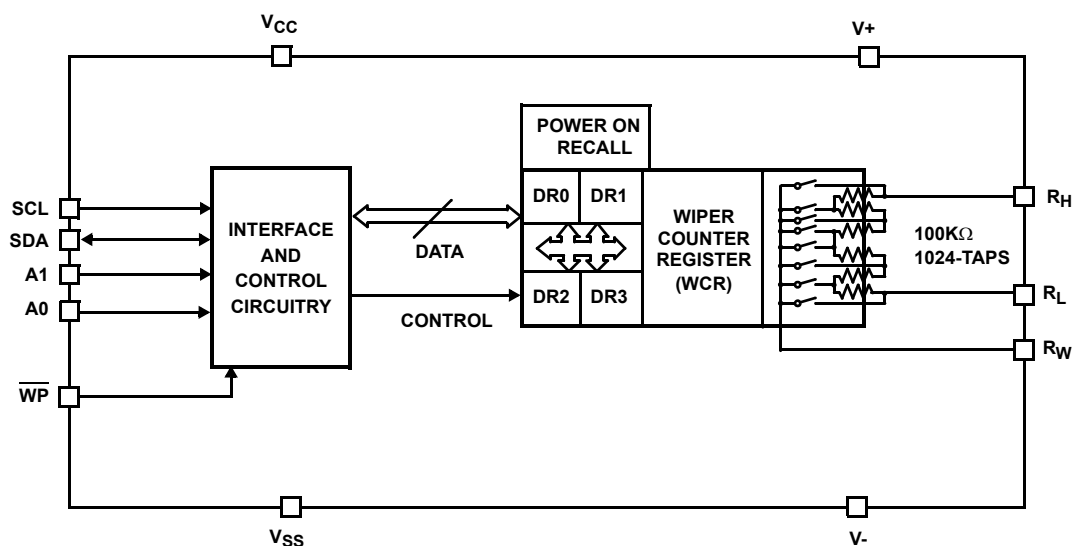 VCC
V+
POWER ON
RECALL
DR0
DR1
DR2
DR3
WIPER
COUNTER
REGISTER
(WCR)
SCL
SDA
A1
A0
WP
INTERFACE
AND
CONTROL
CIRCUITRY
DATA
CONTROL
100KΩ
1024-TAPS
RH
RL
RW
VSS
V-